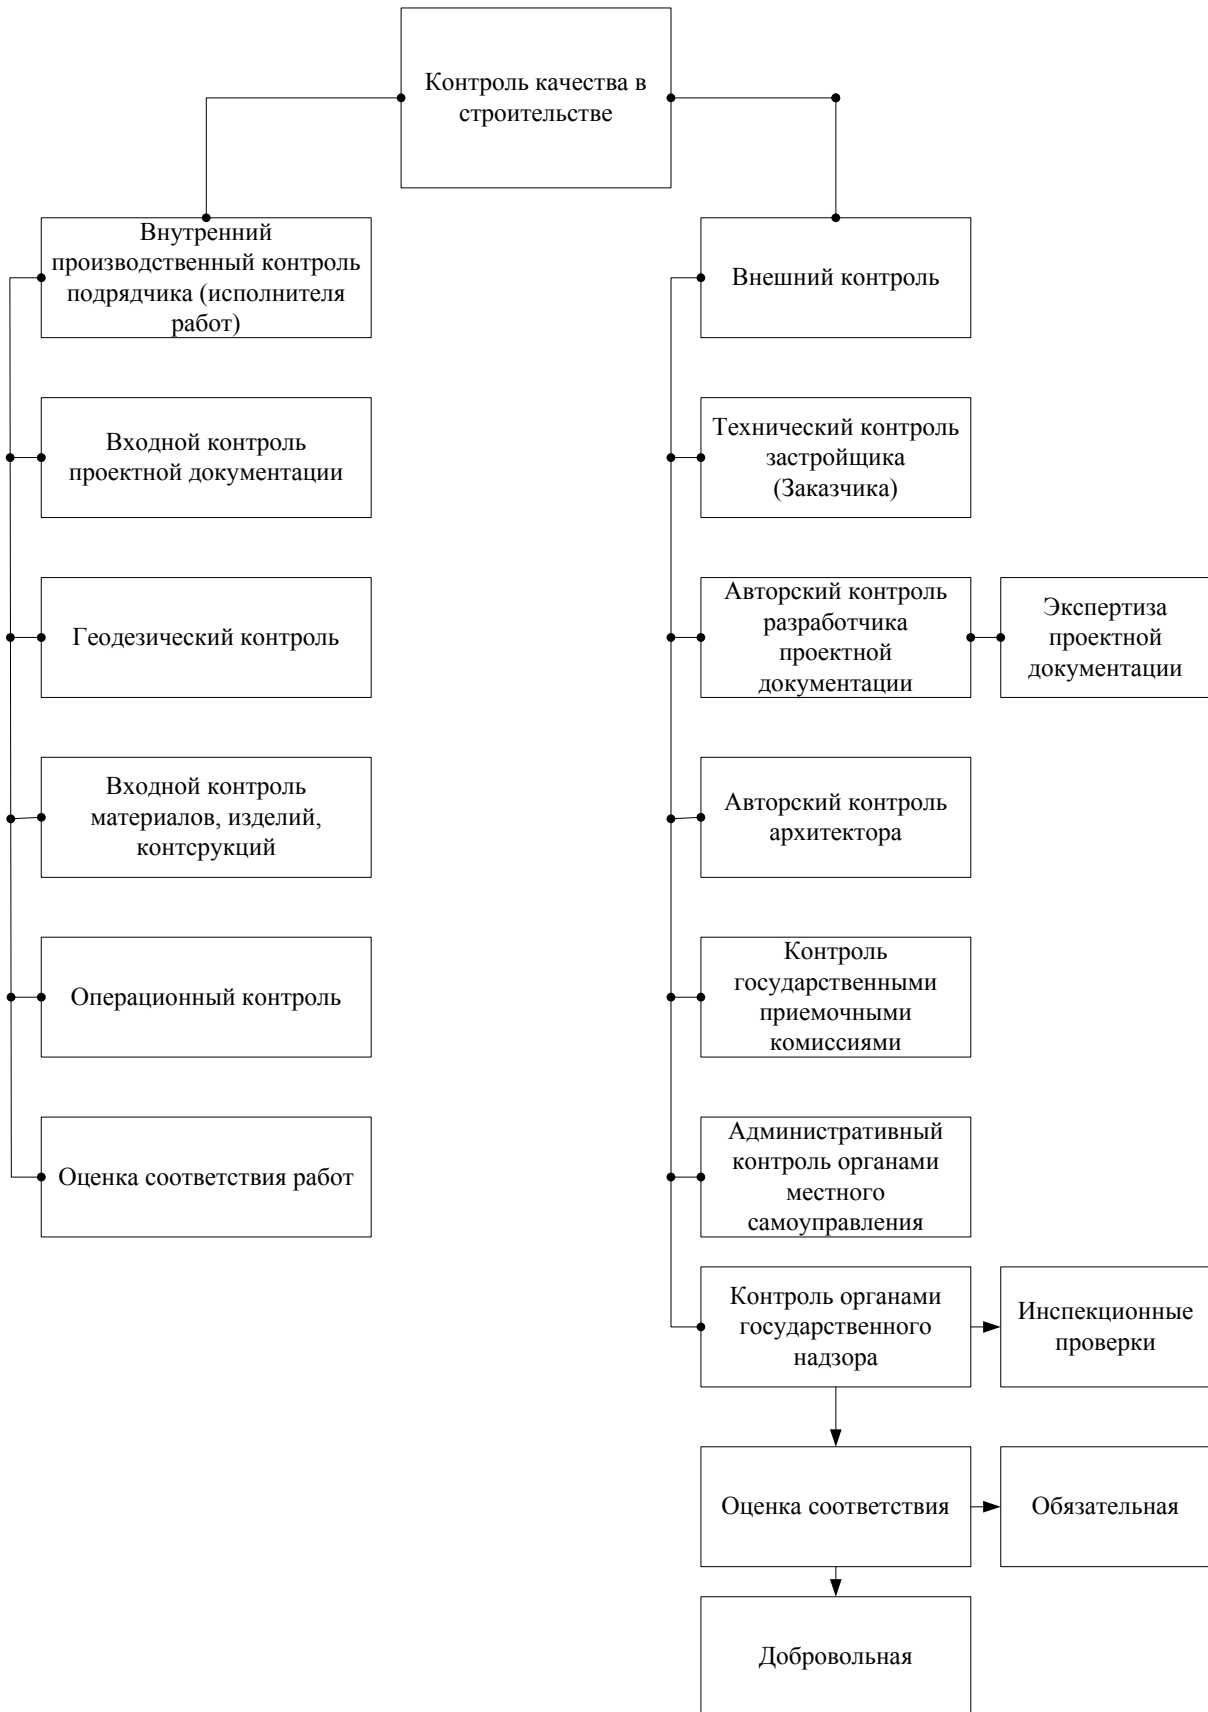 Контроль качества в
строительстве
Внутренний
производственный контроль
подрядчика (исполнителя
работ)
Внешний контроль
Входной контроль
проектной документации
Технический контроль
застройщика
(Заказчика)
Геодезический контроль
Авторский контроль
разработчика
проектной
документации
Экспертиза
проектной
документации
Входной контроль
материалов, изделий,
контсрукций
Авторский контроль
архитектора
Операционный контроль
Контроль
государственными
приемочными
комиссиями
Оценка соответствия работ
Административный
контроль органами
местного
самоуправления
Контроль органами
государственного
надзора
Инспекционные
проверки
Оценка соответствия
Обязательная
Добровольная